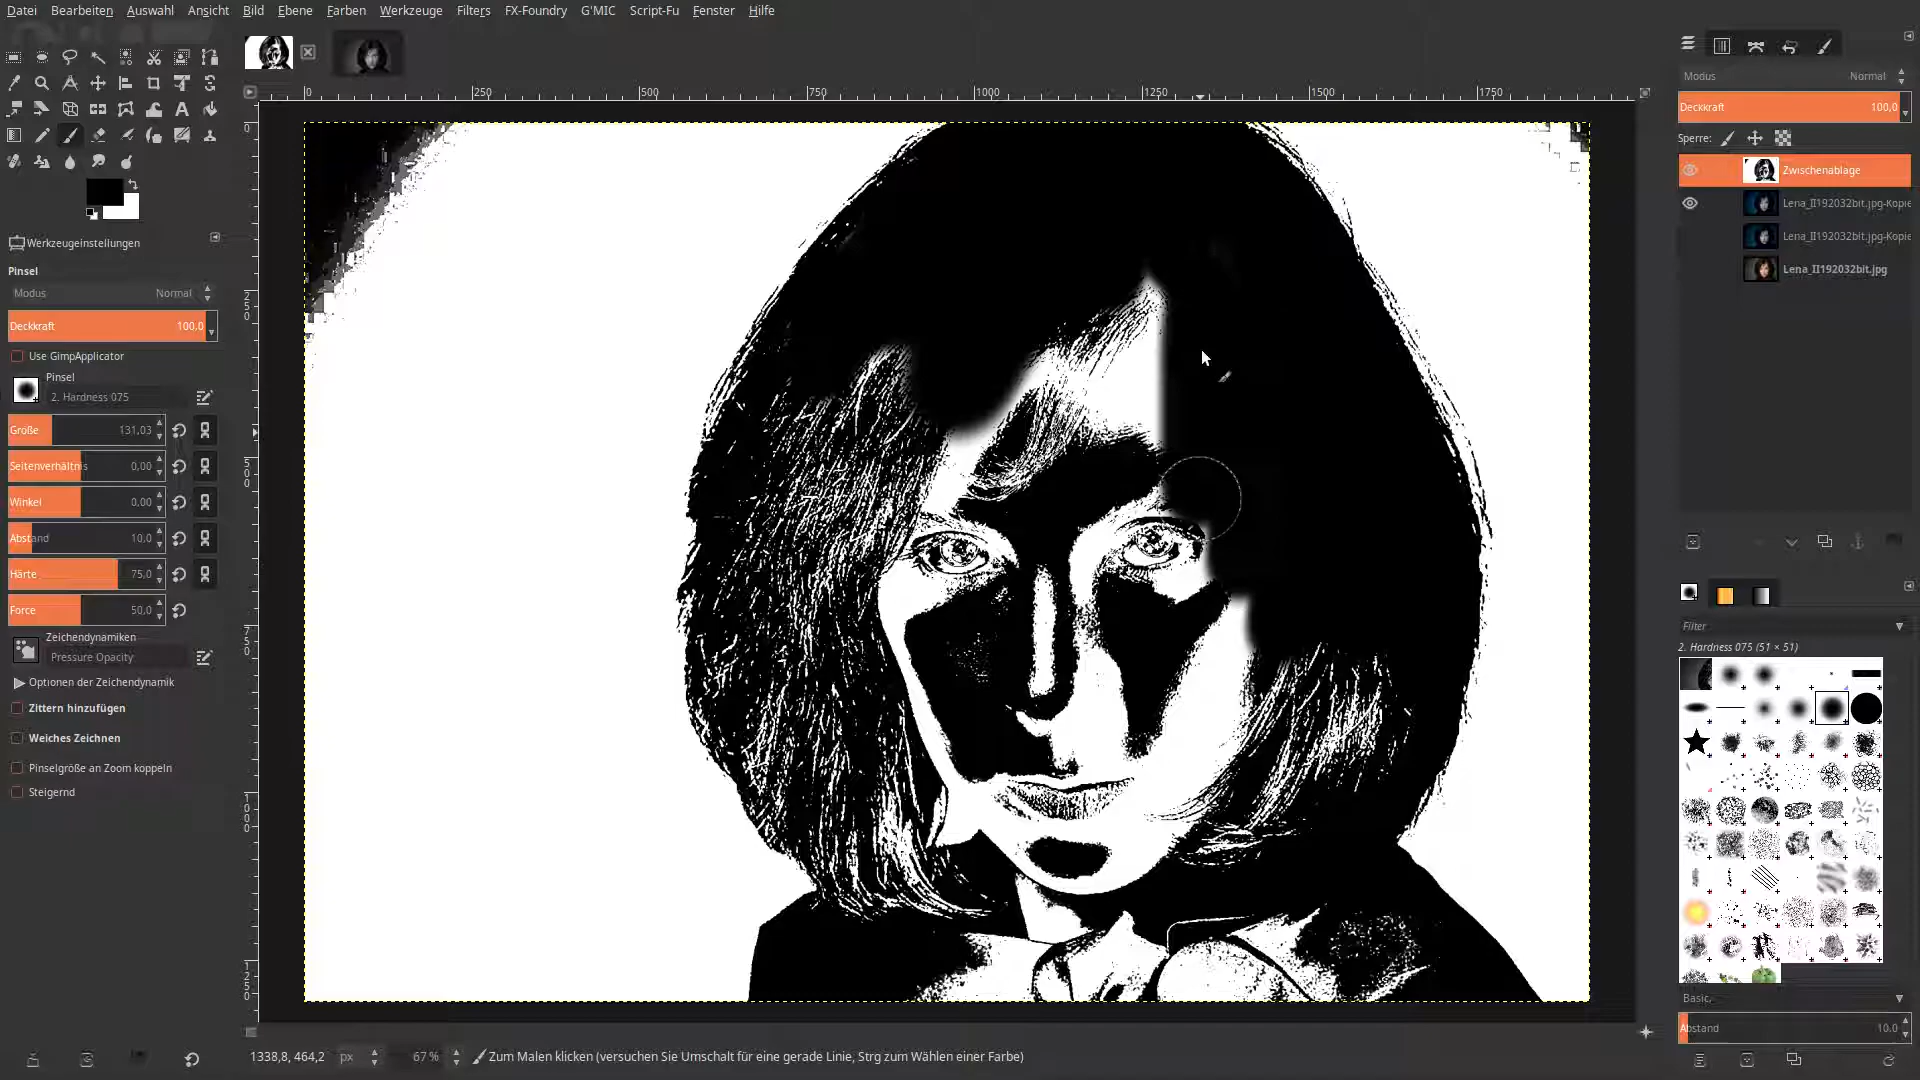 Datei Bearbeiten Auswahl Ansicht Bild Ebene Farben Werkzeuge Filters FX-Foundry G'MIC Script-Fu Fenster Hilfe
0 250 500 750 1000 1250 1500 1750
0
250
500
750
1000
1250
Werkzeugeinstellungen
Pinsel
Modus Normal
Deckkraft 100,0
Use GimpApplicator
Pinsel
2. Hardness 075
Größe 131,03
Seitenverhältnis 0,00
Winkel 0,00
Abstand 10,0
Härte 75,0
Force 50,0
Zeichendynamiken
Pressure Opacity
Optionen der Zeichendynamik
Zittern hinzufügen
Weiches Zeichnen
Pinselgröße an Zoom koppeln
Steigernd
1338,8, 464,2 px 67 % Zum Malen klicken (versuchen Sie Umschalt für eine gerade Linie, Strg zum Wählen einer Farbe)
Modus Normal
Deckkraft 100,0
Sperre:
Zwischenablage
Lena_II192032bit.jpg-Kopie
Lena_II192032bit.jpg-Kopie
Lena_II192032bit.jpg
Filter
2. Hardness 075 (51 × 51)
Basic,
Abstand 10,0